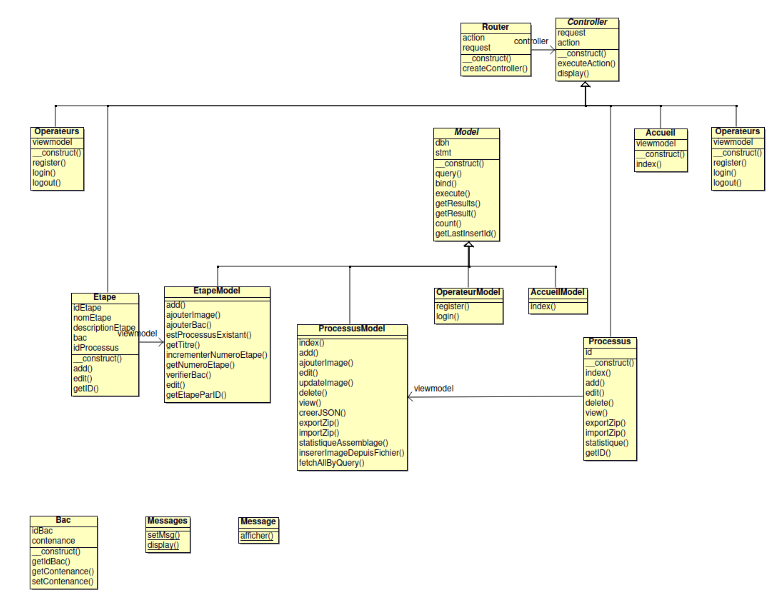 Router
action
request
__construct()
createController()
controller
Controller
request
action
__construct()
executeAction()
display()
Operateurs
viewmodel
__construct()
register()
login()
logout()
Model
dbh
stmt
__construct()
query()
bind()
execute()
getResults()
getResult()
count()
getLastInsertId()
Accueil
viewmodel
__construct()
index()
Operateurs
viewmodel
__construct()
register()
login()
logout()
Etape
idEtape
nomEtape
descriptionEtape
bac
idProcessus
__construct()
add()
edit()
getID()
viewmodel
EtapeModel
add()
ajouterImage()
ajouterBac()
estProcessusExistant()
getTitre()
incrementerNumeroEtape()
getNumeroEtape()
verifierBac()
edit()
getEtapeParID()
ProcessusModel
index()
add()
ajouterImage()
edit()
updateImage()
delete()
view()
creerJSON()
exportZip()
importZip()
statistiqueAssemblage()
insererImageDepuisFichier()
fetchAllByQuery()
OperateurModel
register()
login()
AccueilModel
index()
viewmodel
Processus
id
__construct()
index()
add()
edit()
delete()
view()
exportZip()
importZip()
statistique()
getID()
Bac
idBac
contenance
__construct()
getIdBac()
getContenance()
setContenance()
Messages
setMsg()
display()
Message
afficher()